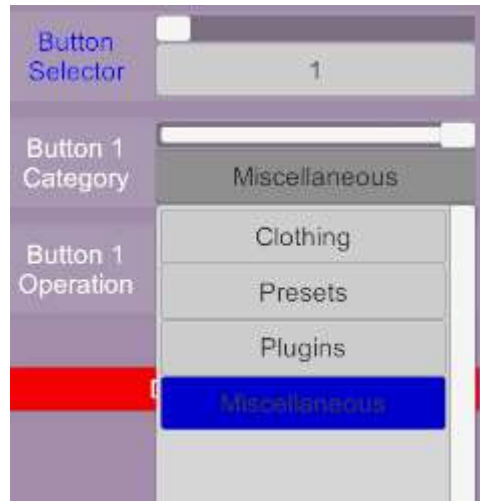 Button
Selector
1
Button 1
Category
Miscellaneous
Button 1
Operation
Clothing
Presets
Plugins
Miscellaneous